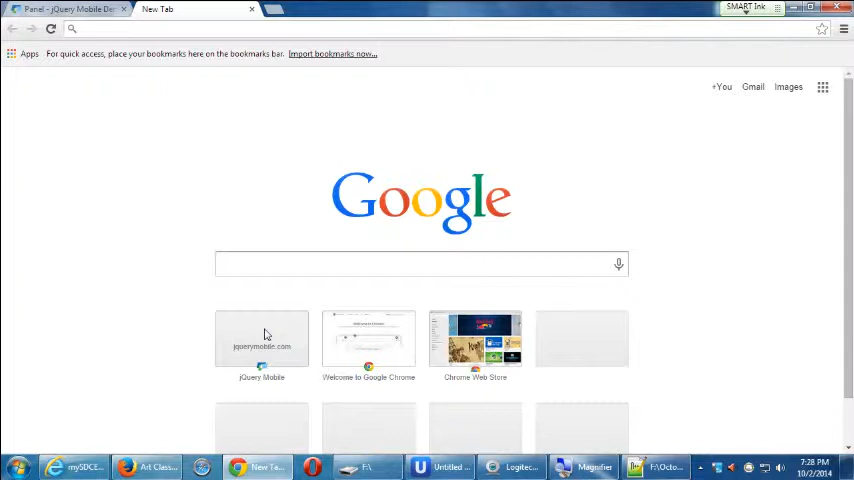 Panel - jQuery Mobile De
New Tab
SMART Ink
Apps
For quick access, place your bookmarks here on the bookmarks bar. Import bookmarks now...
+You Gmail Images
Google
jquerymobile.com
jQuery Mobile
Welcome to Google Chrome
Chrome Web Store
mySDCE...
Art Class...
New Ta...
F:\
Untitled ...
Logitec...
Magnifier
F:\Octo...
7:28 PM
10/2/2014